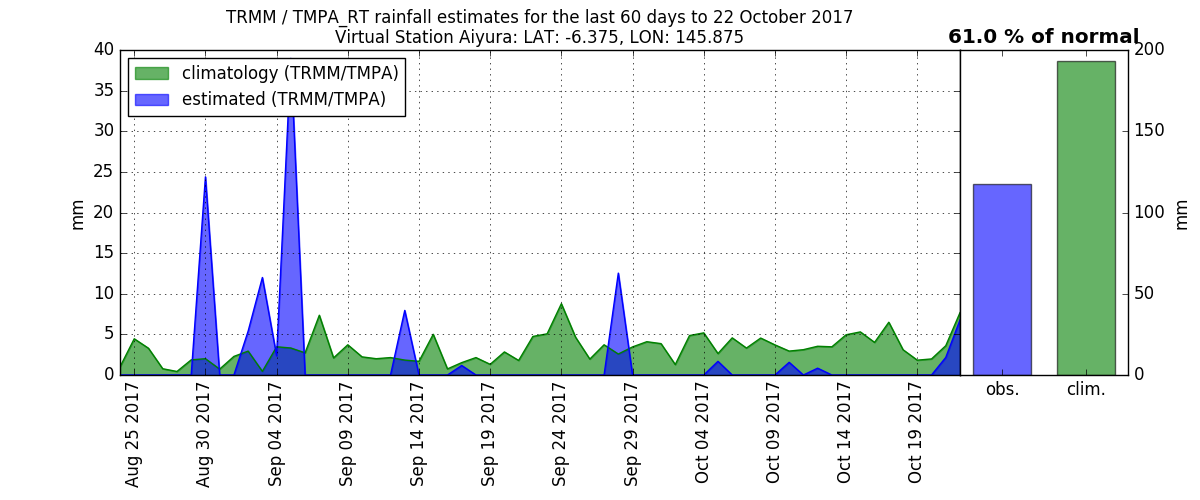 TRMM / TMPA_RT rainfall estimates for the last 60 days to 22 October 2017
Virtual Station Aiyura: LAT: -6.375, LON: 145.875
61.0 % of normal
climatology (TRMM/TMPA)
estimated (TRMM/TMPA)
40
35
30
25
20
15
10
5
0
mm
Aug 25 2017
Aug 30 2017
Sep 04 2017
Sep 09 2017
Sep 14 2017
Sep 19 2017
Sep 24 2017
Sep 29 2017
Oct 04 2017
Oct 09 2017
Oct 14 2017
Oct 19 2017
obs.
clim.
200
150
100
50
0
mm